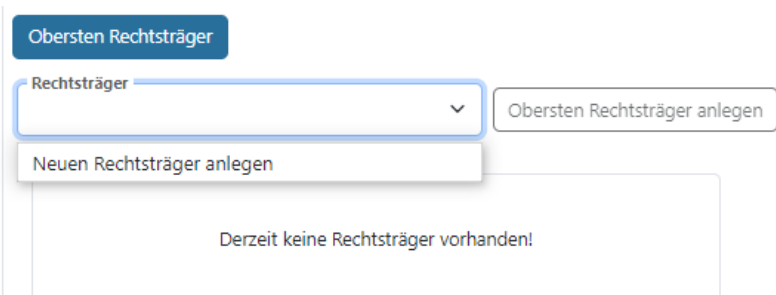 Obersten Rechtsträger
Rechtsträger
Obersten Rechtsträger anlegen
Neuen Rechtsträger anlegen
Derzeit keine Rechtsträger vorhanden!